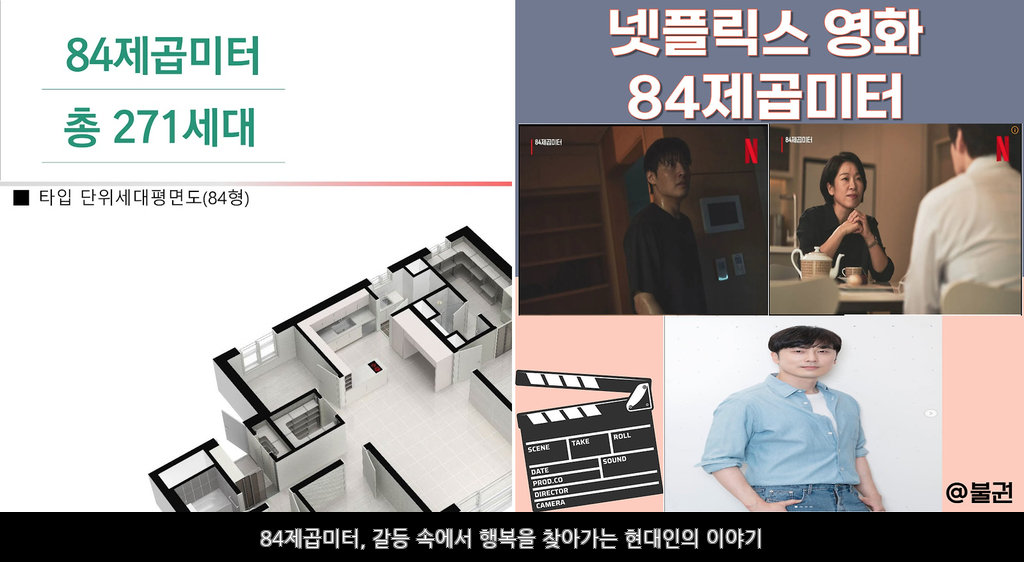 84제곱미터
총 271세대
■ 타입 단위세대평면도(84형)
넷플릭스 영화
84제곱미터
84제곱미터
N
84제곱미터
N
SCENE
TAKE
ROLL
DATE
SOUND
PROD.CO
DIRECTOR
CAMERA
@불권
84제곱미터, 갈등 속에서 행복을 찾아가는 현대인의 이야기